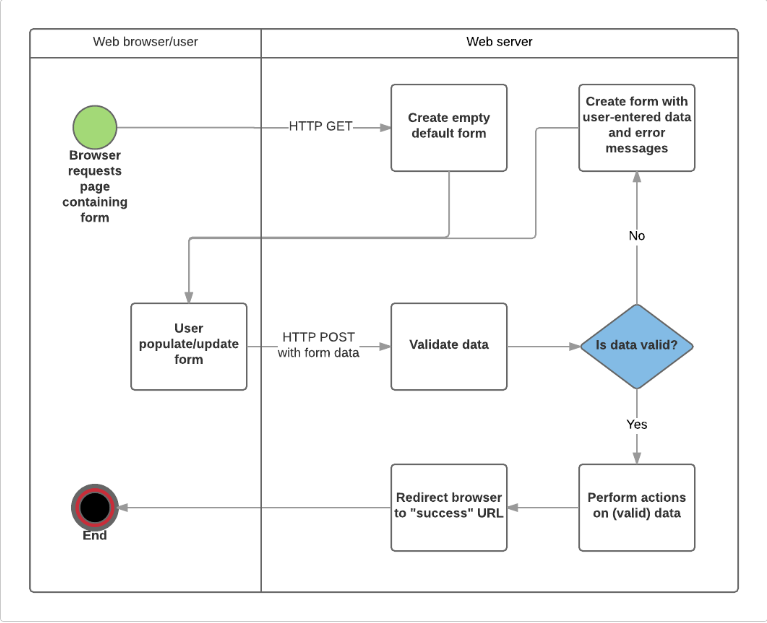 Web browser/user
Web server
Browser
requests
page
containing
form
HTTP GET
Create empty
default form
Create form with
user-entered data
and error
messages
No
User
populate/update
form
HTTP POST
with form data
Validate data
Is data valid?
Yes
Perform actions
on (valid) data
Redirect browser
to "success" URL
End